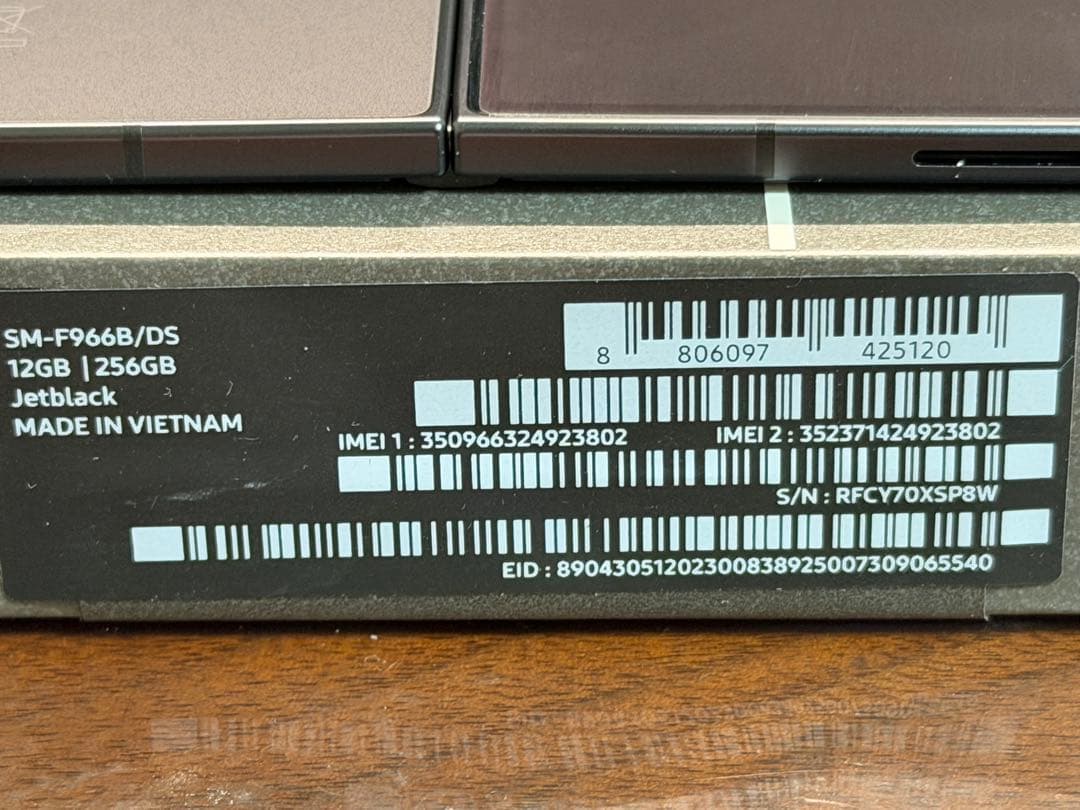 SM-F966B/DS
12GB | 256GB
Jetblack
MADE IN VIETNAM
8 806097 425120
IMEI 1 : 350966324923802 IMEI 2 : 352371424923802
S/N : RFCY70XSP8W
EID : 89043051202300838925007309065540